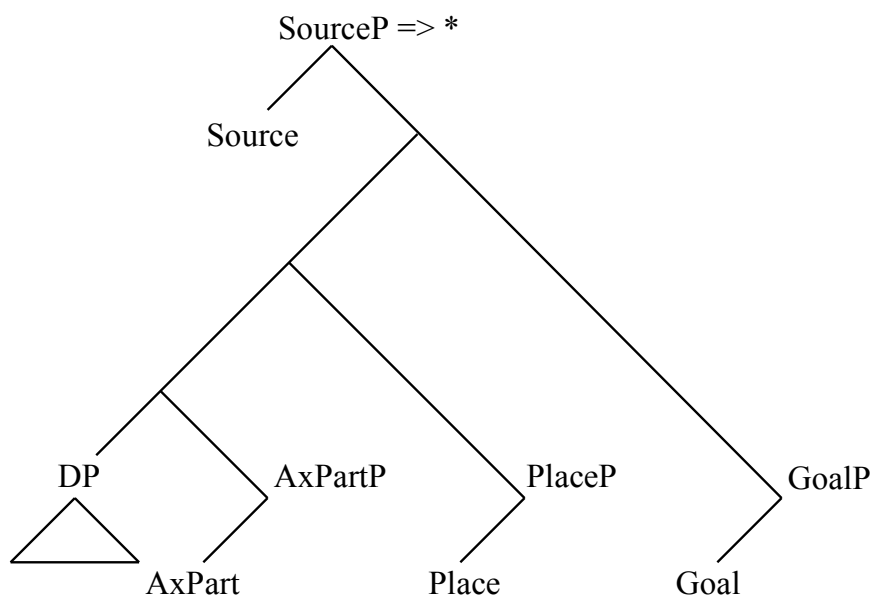 SourceP => *
Source
DP
AxPartP
PlaceP
GoalP
AxPart
Place
Goal